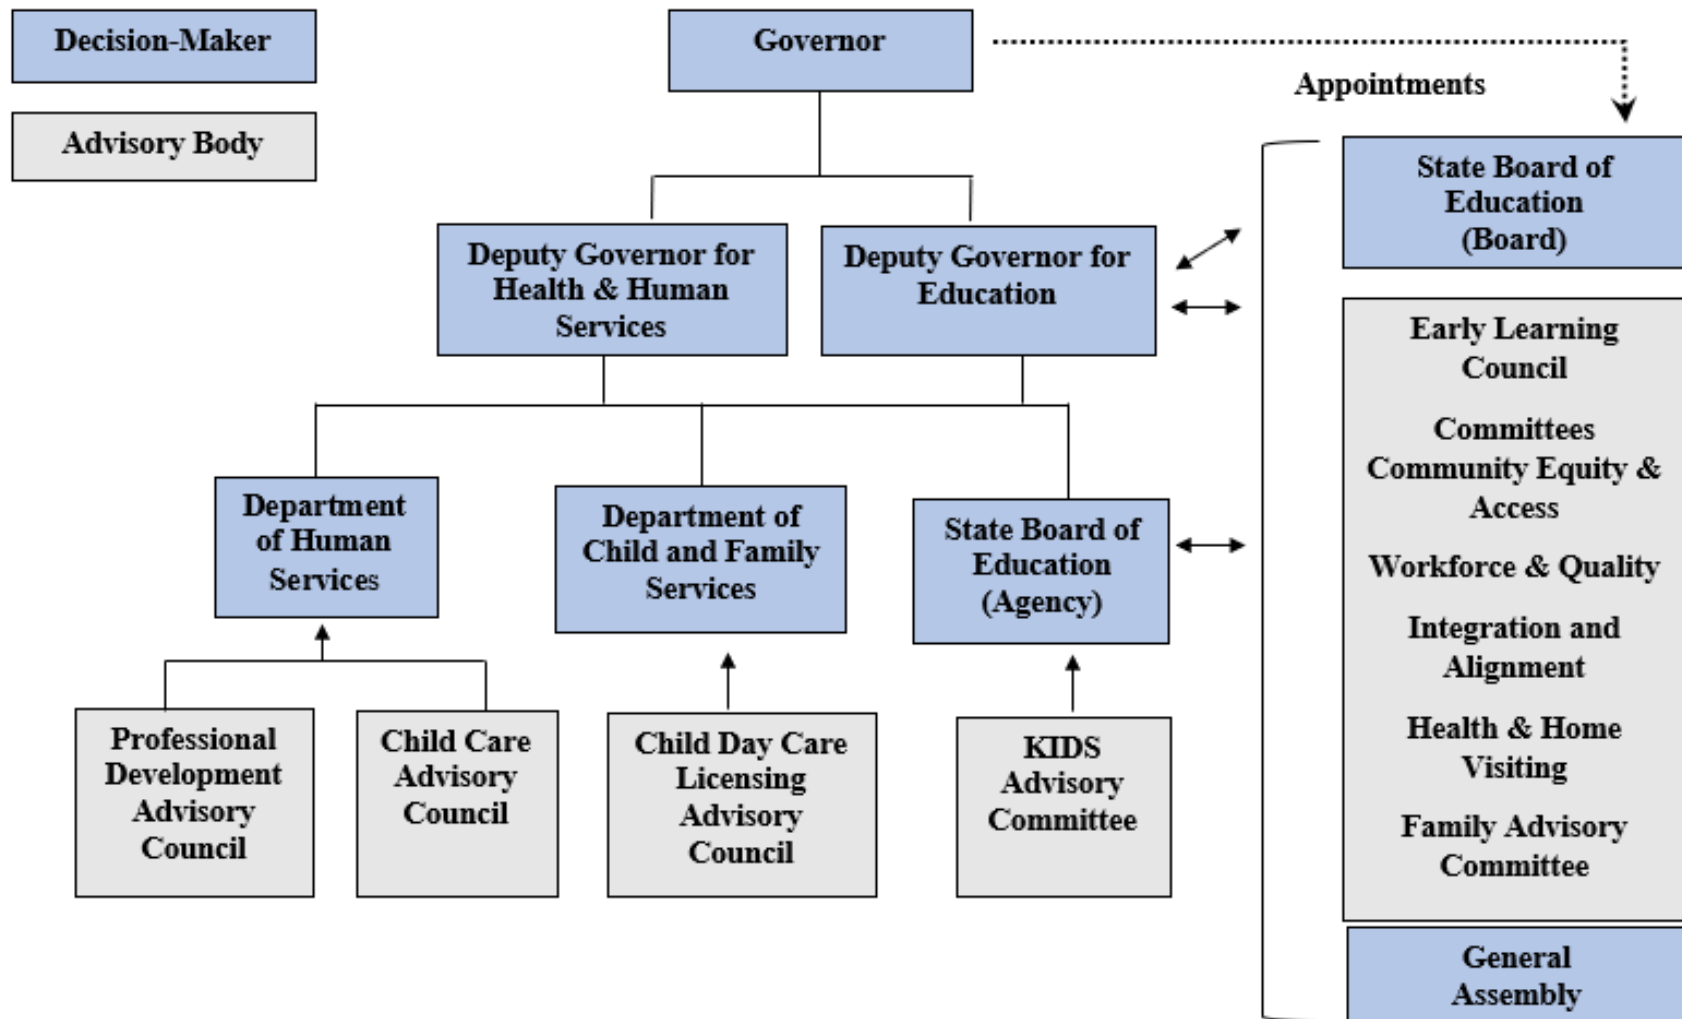 Decision-Maker
Advisory Body
Governor
Appointments
State Board of
Education
(Board)
Deputy Governor for
Health & Human
Services
Deputy Governor for
Education
Early Learning
Council
Committees
Community Equity &
Access
Workforce & Quality
Integration and
Alignment
Health & Home
Visiting
Family Advisory
Committee
General
Assembly
Department
of Human
Services
Department of
Child and Family
Services
State Board of
Education
(Agency)
Professional
Development
Advisory
Council
Child Care
Advisory
Council
Child Day Care
Licensing
Advisory
Council
KIDS
Advisory
Committee